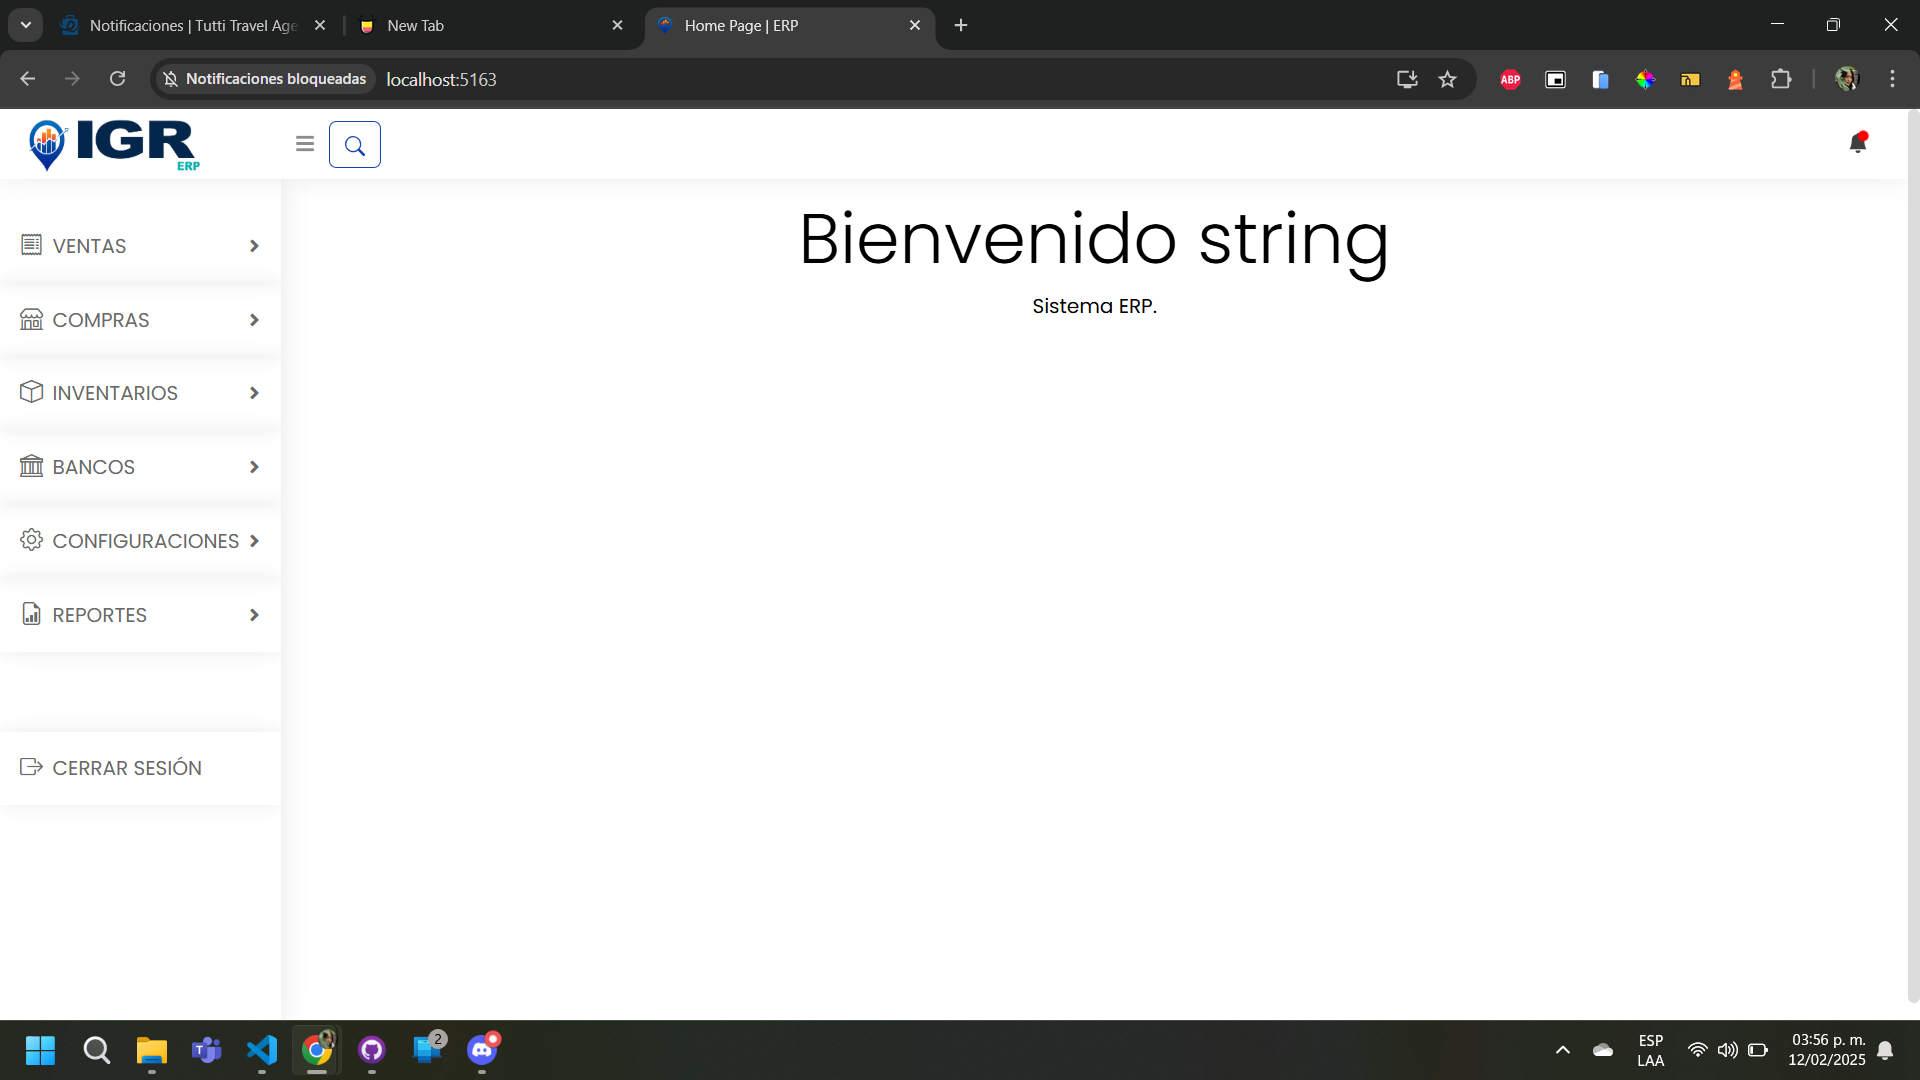 Notificaciones | Tutti Travel Age
New Tab
Home Page | ERP
Notificaciones bloqueadas
localhost:5163
ABP
IGR
ERP
Bienvenido string
Sistema ERP.
VENTAS
COMPRAS
INVENTARIOS
BANCOS
CONFIGURACIONES
REPORTES
CERRAR SESIÓN
2
ESP
LAA
03:56 p. m.
12/02/2025